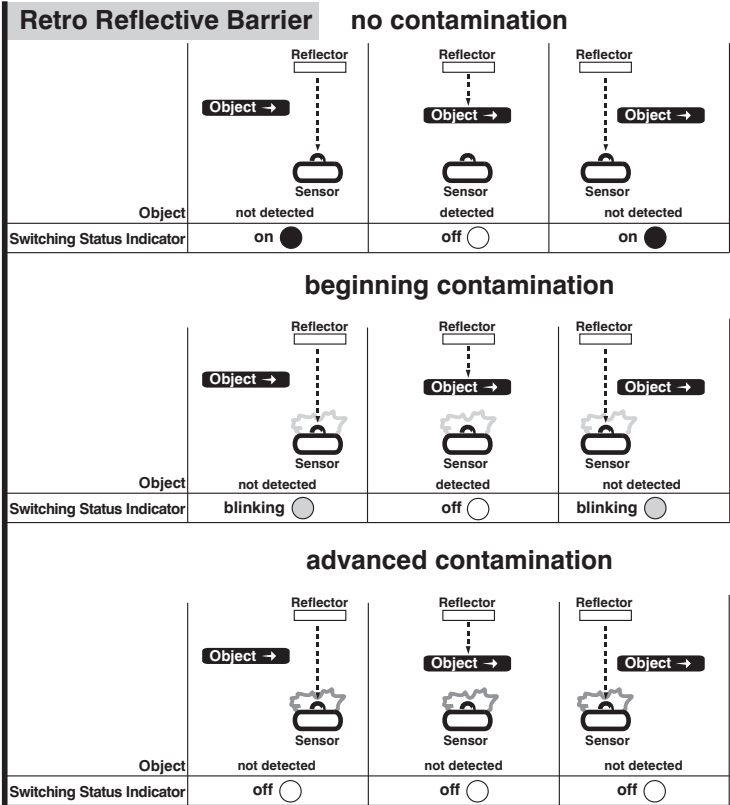 Retro Reflective Barrier no contamination
Reflector Reflector Reflector
Object → Object → Object →
Sensor Sensor Sensor
Object not detected detected not detected
Switching Status Indicator on off on
beginning contamination
Reflector Reflector Reflector
Object → Object → Object →
Sensor Sensor Sensor
Object not detected detected not detected
Switching Status Indicator blinking off blinking
advanced contamination
Reflector Reflector Reflector
Object → Object → Object →
Sensor Sensor Sensor
Object not detected not detected not detected
Switching Status Indicator off off off